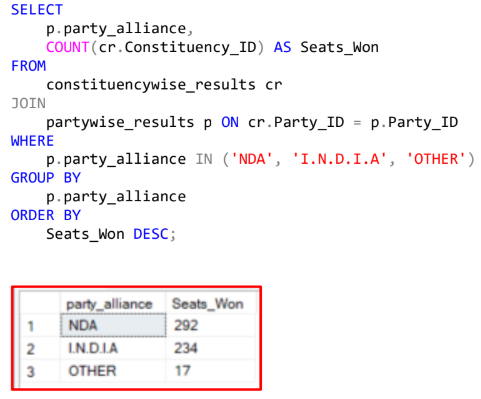 SELECT
p.party_alliance,
COUNT(cr.Constituency_ID) AS Seats_Won
FROM
constituencywise_results cr
JOIN
partywise_results p ON cr.Party_ID = p.Party_ID
WHERE
p.party_alliance IN ('NDA', 'I.N.D.I.A', 'OTHER')
GROUP BY
p.party_alliance
ORDER BY
Seats_Won DESC;
party_alliance Seats_Won
1 NDA 292
2 I.N.D.I.A 234
3 OTHER 17